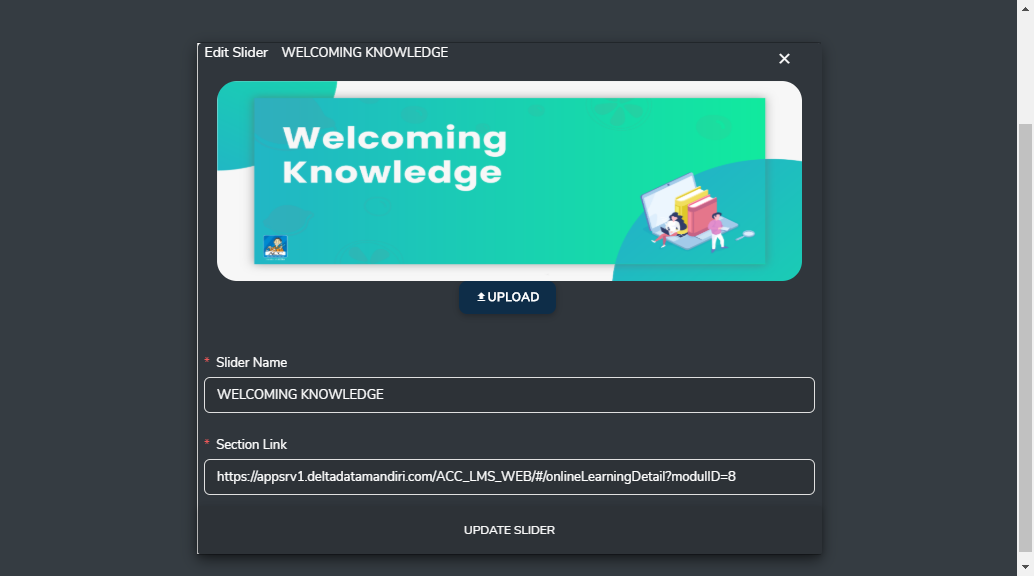 Edit Slider WELCOMING KNOWLEDGE
Welcoming
Knowledge
ACC
UPLOAD
* Slider Name
WELCOMING KNOWLEDGE
* Section Link
https://appsrv1.deltadatamandiri.com/ACC_LMS_WEB/#/onlineLearningDetail?modulID=8
UPDATE SLIDER